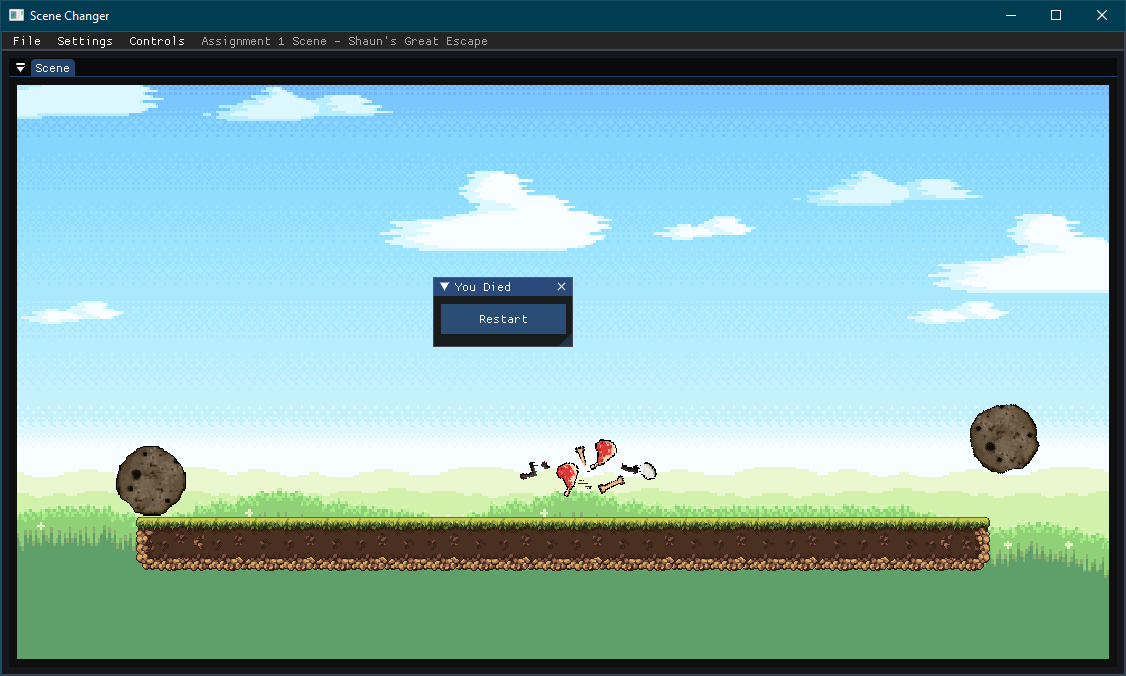 Scene Changer
File Settings Controls Assignment 1 Scene - Shaun's Great Escape
Scene
You Died
Restart